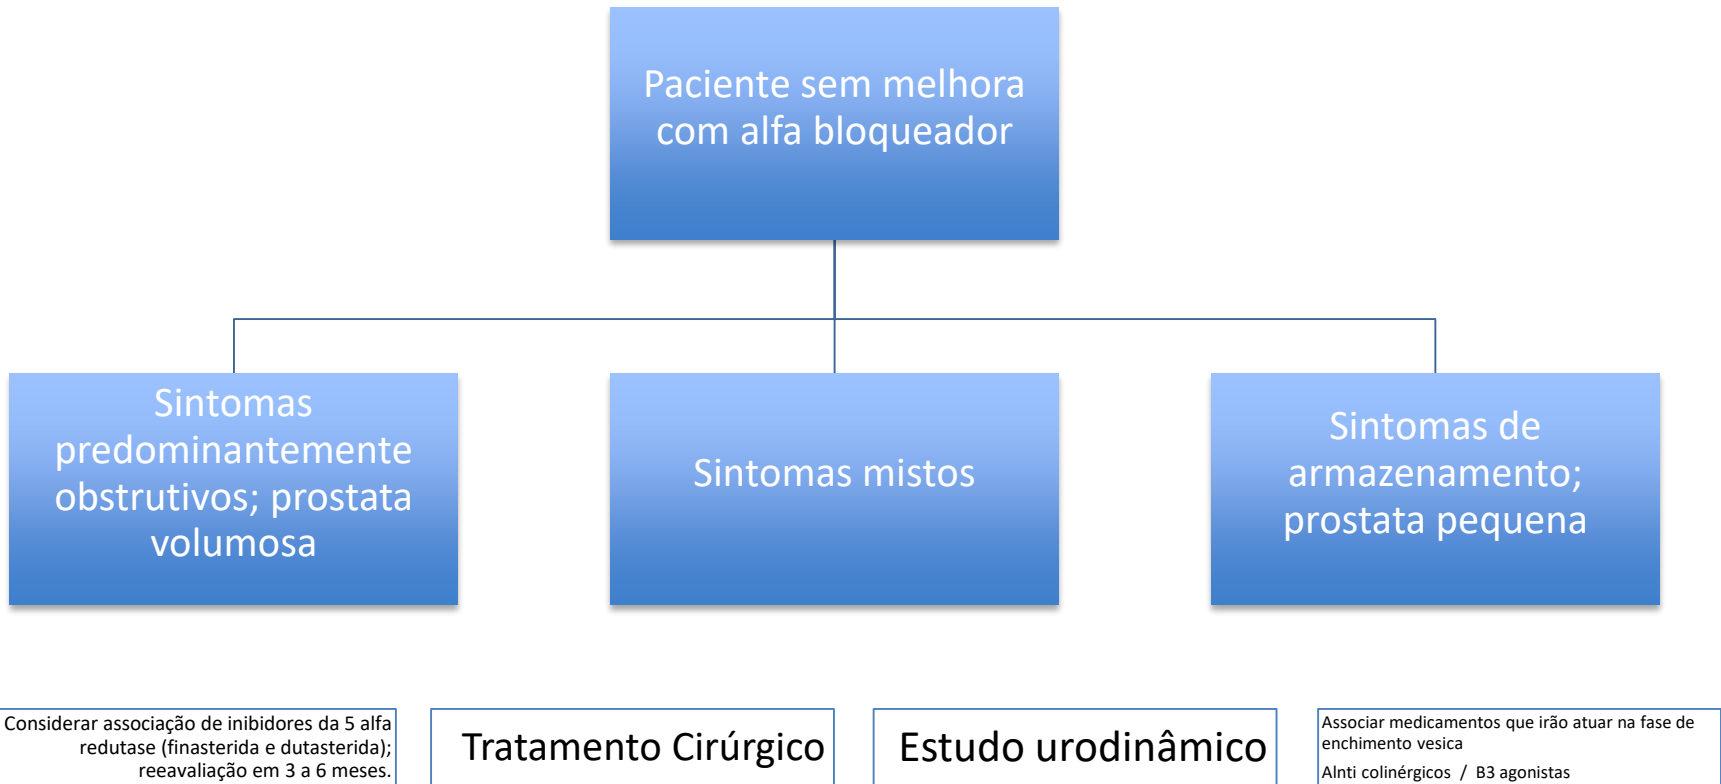 Paciente sem melhora
com alfa bloqueador
Sintomas
predominantemente
obstrutivos; prostata
volumosa
Sintomas mistos
Sintomas de
armazenamento;
prostata pequena
Considerar associação de inibidores da 5 alfa
redutase (finasterida e dutasterida);
reeavaliação em 3 a 6 meses.
Tratamento Cirúrgico
Estudo urodinâmico
Associar medicamentos que irão atuar na fase de
enchimento vesica
Alnti colinérgicos / B3 agonistas